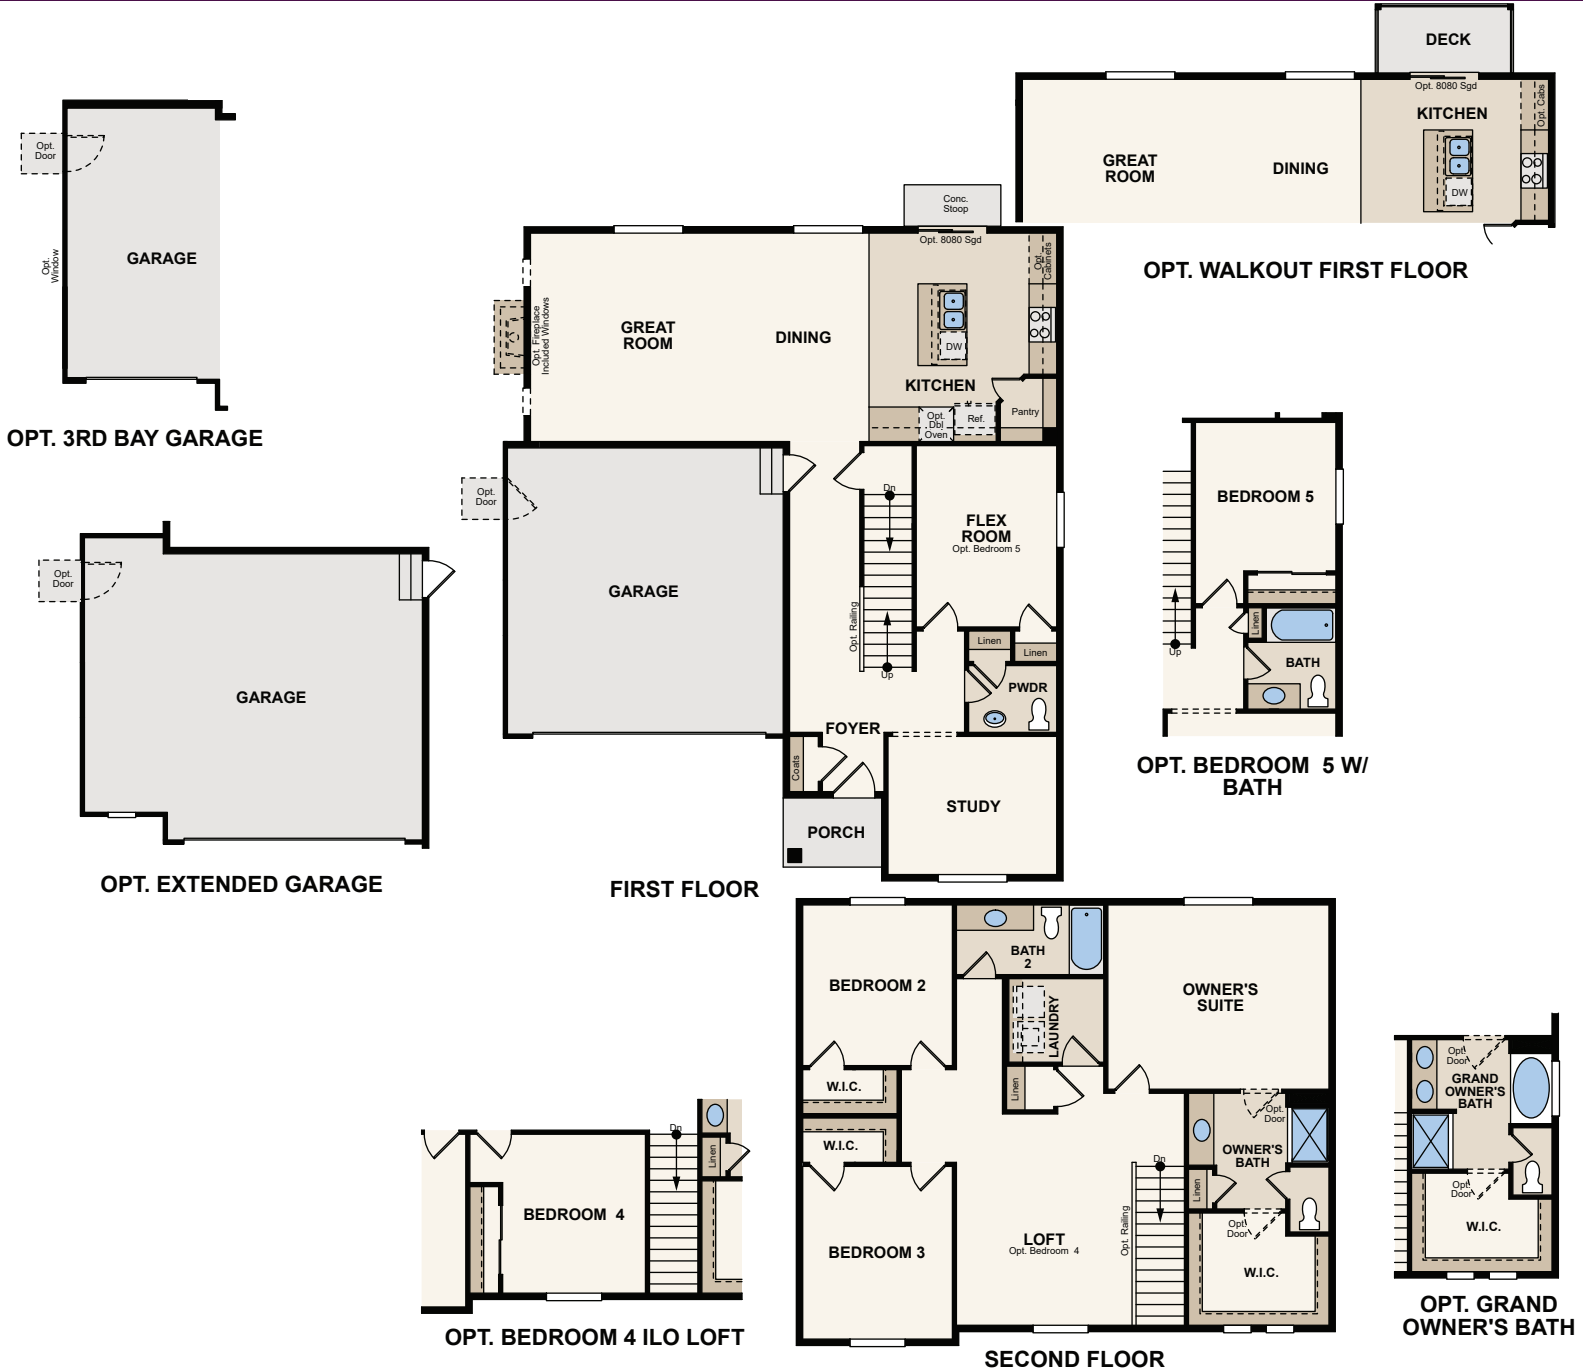 DECK
Opt. 8080 Sgd
KITCHEN
Opt. Cabs
GREAT
ROOM
DINING
DW
OPT. WALKOUT FIRST FLOOR
Opt.
Door
Opt.
Window
GARAGE
OPT. 3RD BAY GARAGE
Conc.
Stoop
Opt. 8080 Sgd
Opt.
Cabinets
Opt. Fireplace
Included Windows
GREAT
ROOM
DINING
DW
KITCHEN
Opt.
Dbl
Oven
Ref.
Pantry
Opt.
Door
GARAGE
Dn
FLEX
ROOM
Opt. Bedroom 5
Opt. Railing
Up
Linen
Linen
PWDR
FOYER
Coats
STUDY
PORCH
FIRST FLOOR
Opt.
Door
GARAGE
OPT. EXTENDED GARAGE
BEDROOM 5
Linen
Up
BATH
OPT. BEDROOM 5 W/
BATH
BATH
2
BEDROOM 2
LAUNDRY
OWNER'S
SUITE
W.I.C.
Linen
W.I.C.
Opt.
Door
OWNER'S
BATH
Dn
Linen
BEDROOM 3
LOFT
Opt. Bedroom 4
Opt. Railing
Opt.
Door
W.I.C.
SECOND FLOOR
Dn
Linen
BEDROOM 4
OPT. BEDROOM 4 ILO LOFT
Opt.
Door
GRAND
OWNER'S
BATH
Opt.
Door
W.I.C.
OPT. GRAND
OWNER'S BATH